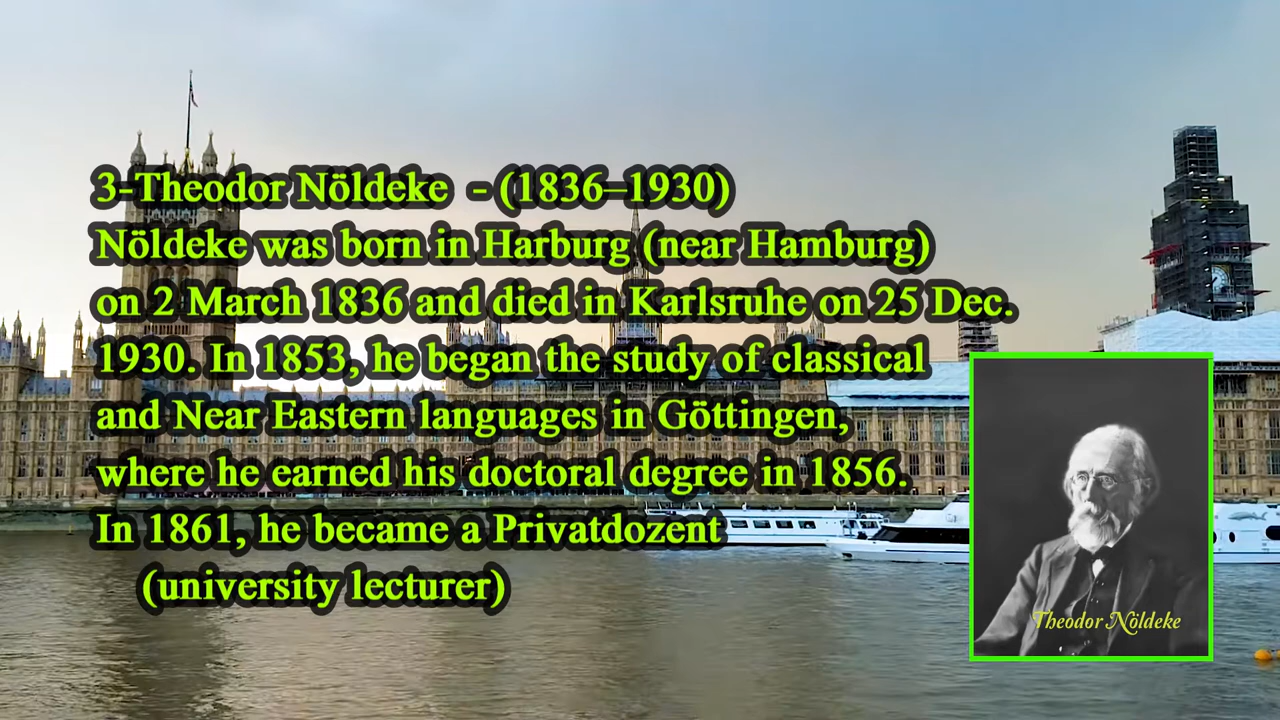 3-Theodor Nöldeke - (1836–1930)
Nöldeke was born in Harburg (near Hamburg)
on 2 March 1836 and died in Karlsruhe on 25 Dec.
1930. In 1853, he began the study of classical
and Near Eastern languages in Göttingen,
where he earned his doctoral degree in 1856.
In 1861, he became a Privatdozent
(university lecturer)
Theodor Nöldeke